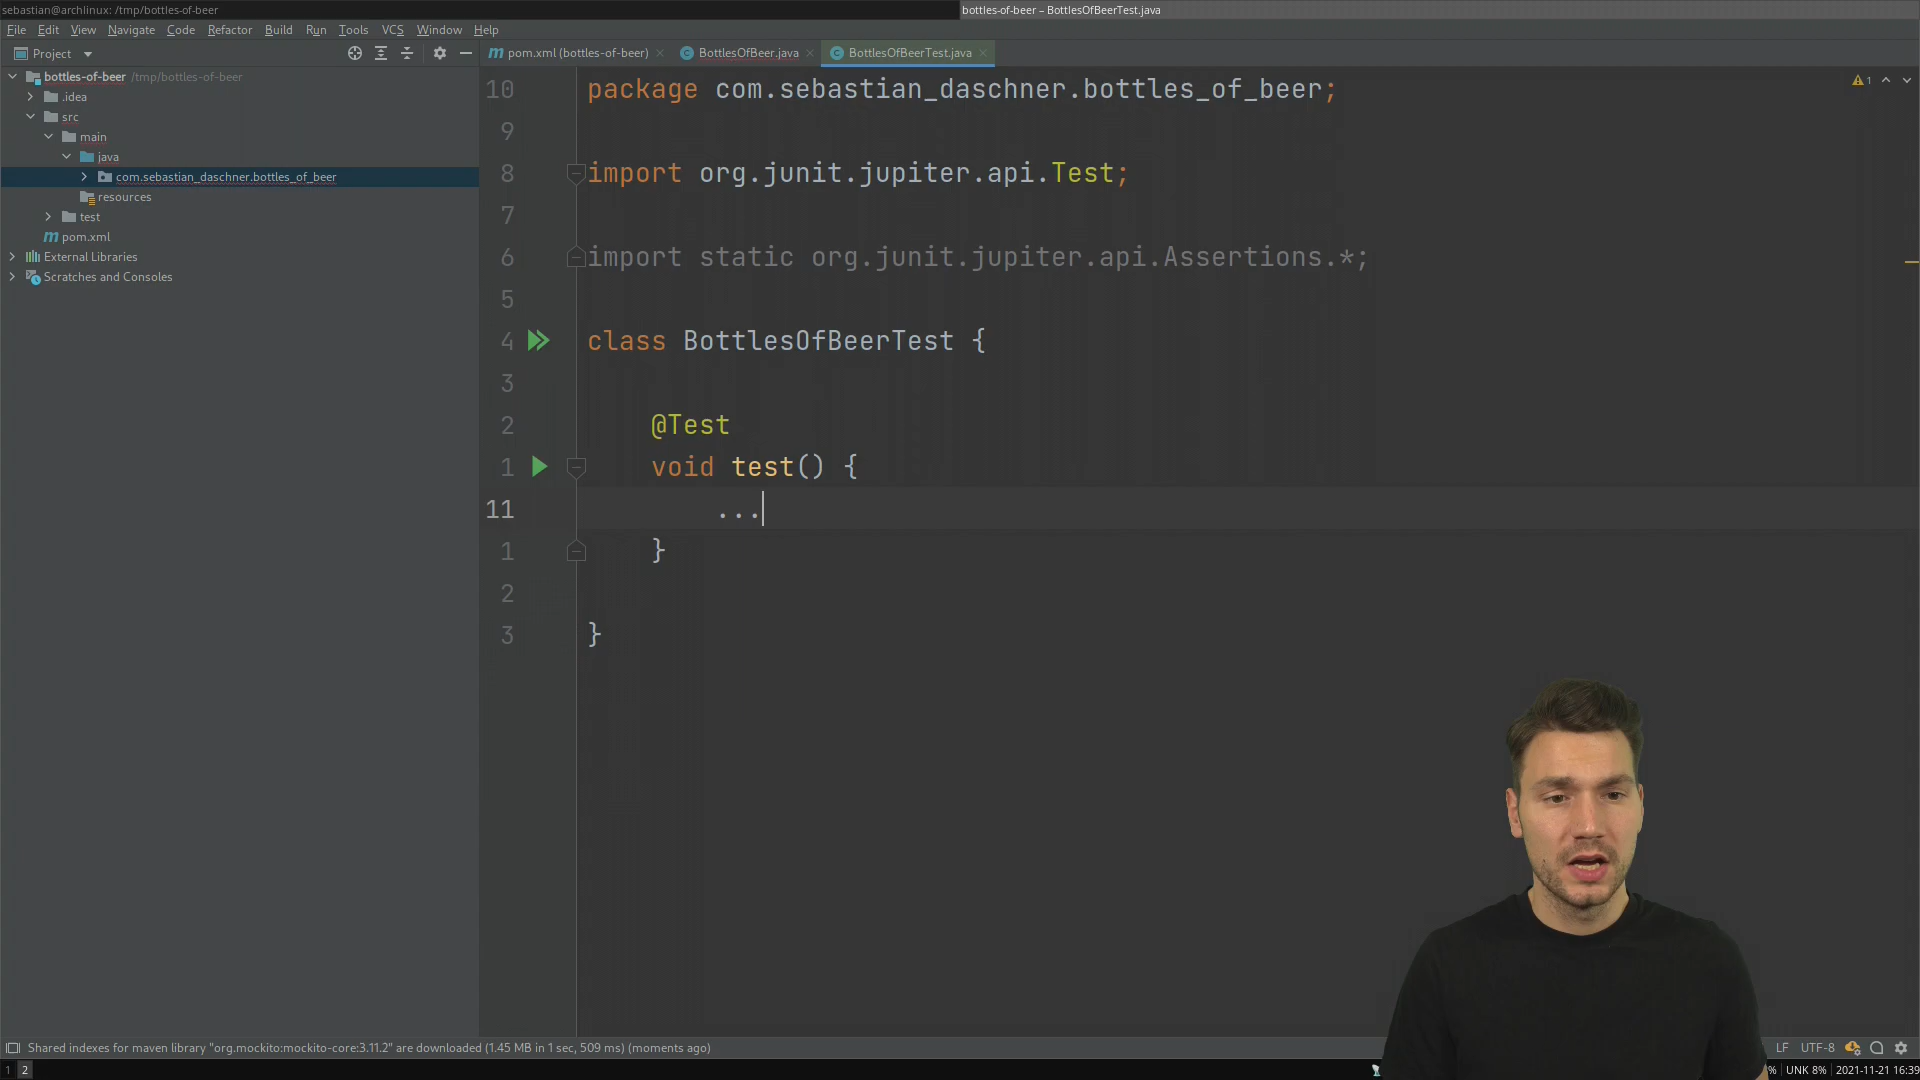 sebastian@archlinux: /tmp/bottles-of-beer
bottles-of-beer – BottlesOfBeerTest.java
File Edit View Navigate Code Refactor Build Run Tools VCS Window Help
Project
pom.xml (bottles-of-beer)
BottlesOfBeer.java
BottlesOfBeerTest.java
bottles-of-beer /tmp/bottles-of-beer
.idea
src
main
java
com.sebastian_daschner.bottles_of_beer
resources
test
pom.xml
External Libraries
Scratches and Consoles
1
10 package com.sebastian_daschner.bottles_of_beer;
9
8 import org.junit.jupiter.api.Test;
7
6 import static org.junit.jupiter.api.Assertions.*;
5
4 class BottlesOfBeerTest {
3
2 @Test
1 void test() {
11 ...
1 }
2
3 }
Shared indexes for maven library "org.mockito:mockito-core:3.11.2" are downloaded (1.45 MB in 1 sec, 509 ms) (moments ago)
LF UTF-8
1 2
% UNK 8% 2021-11-21 16:39